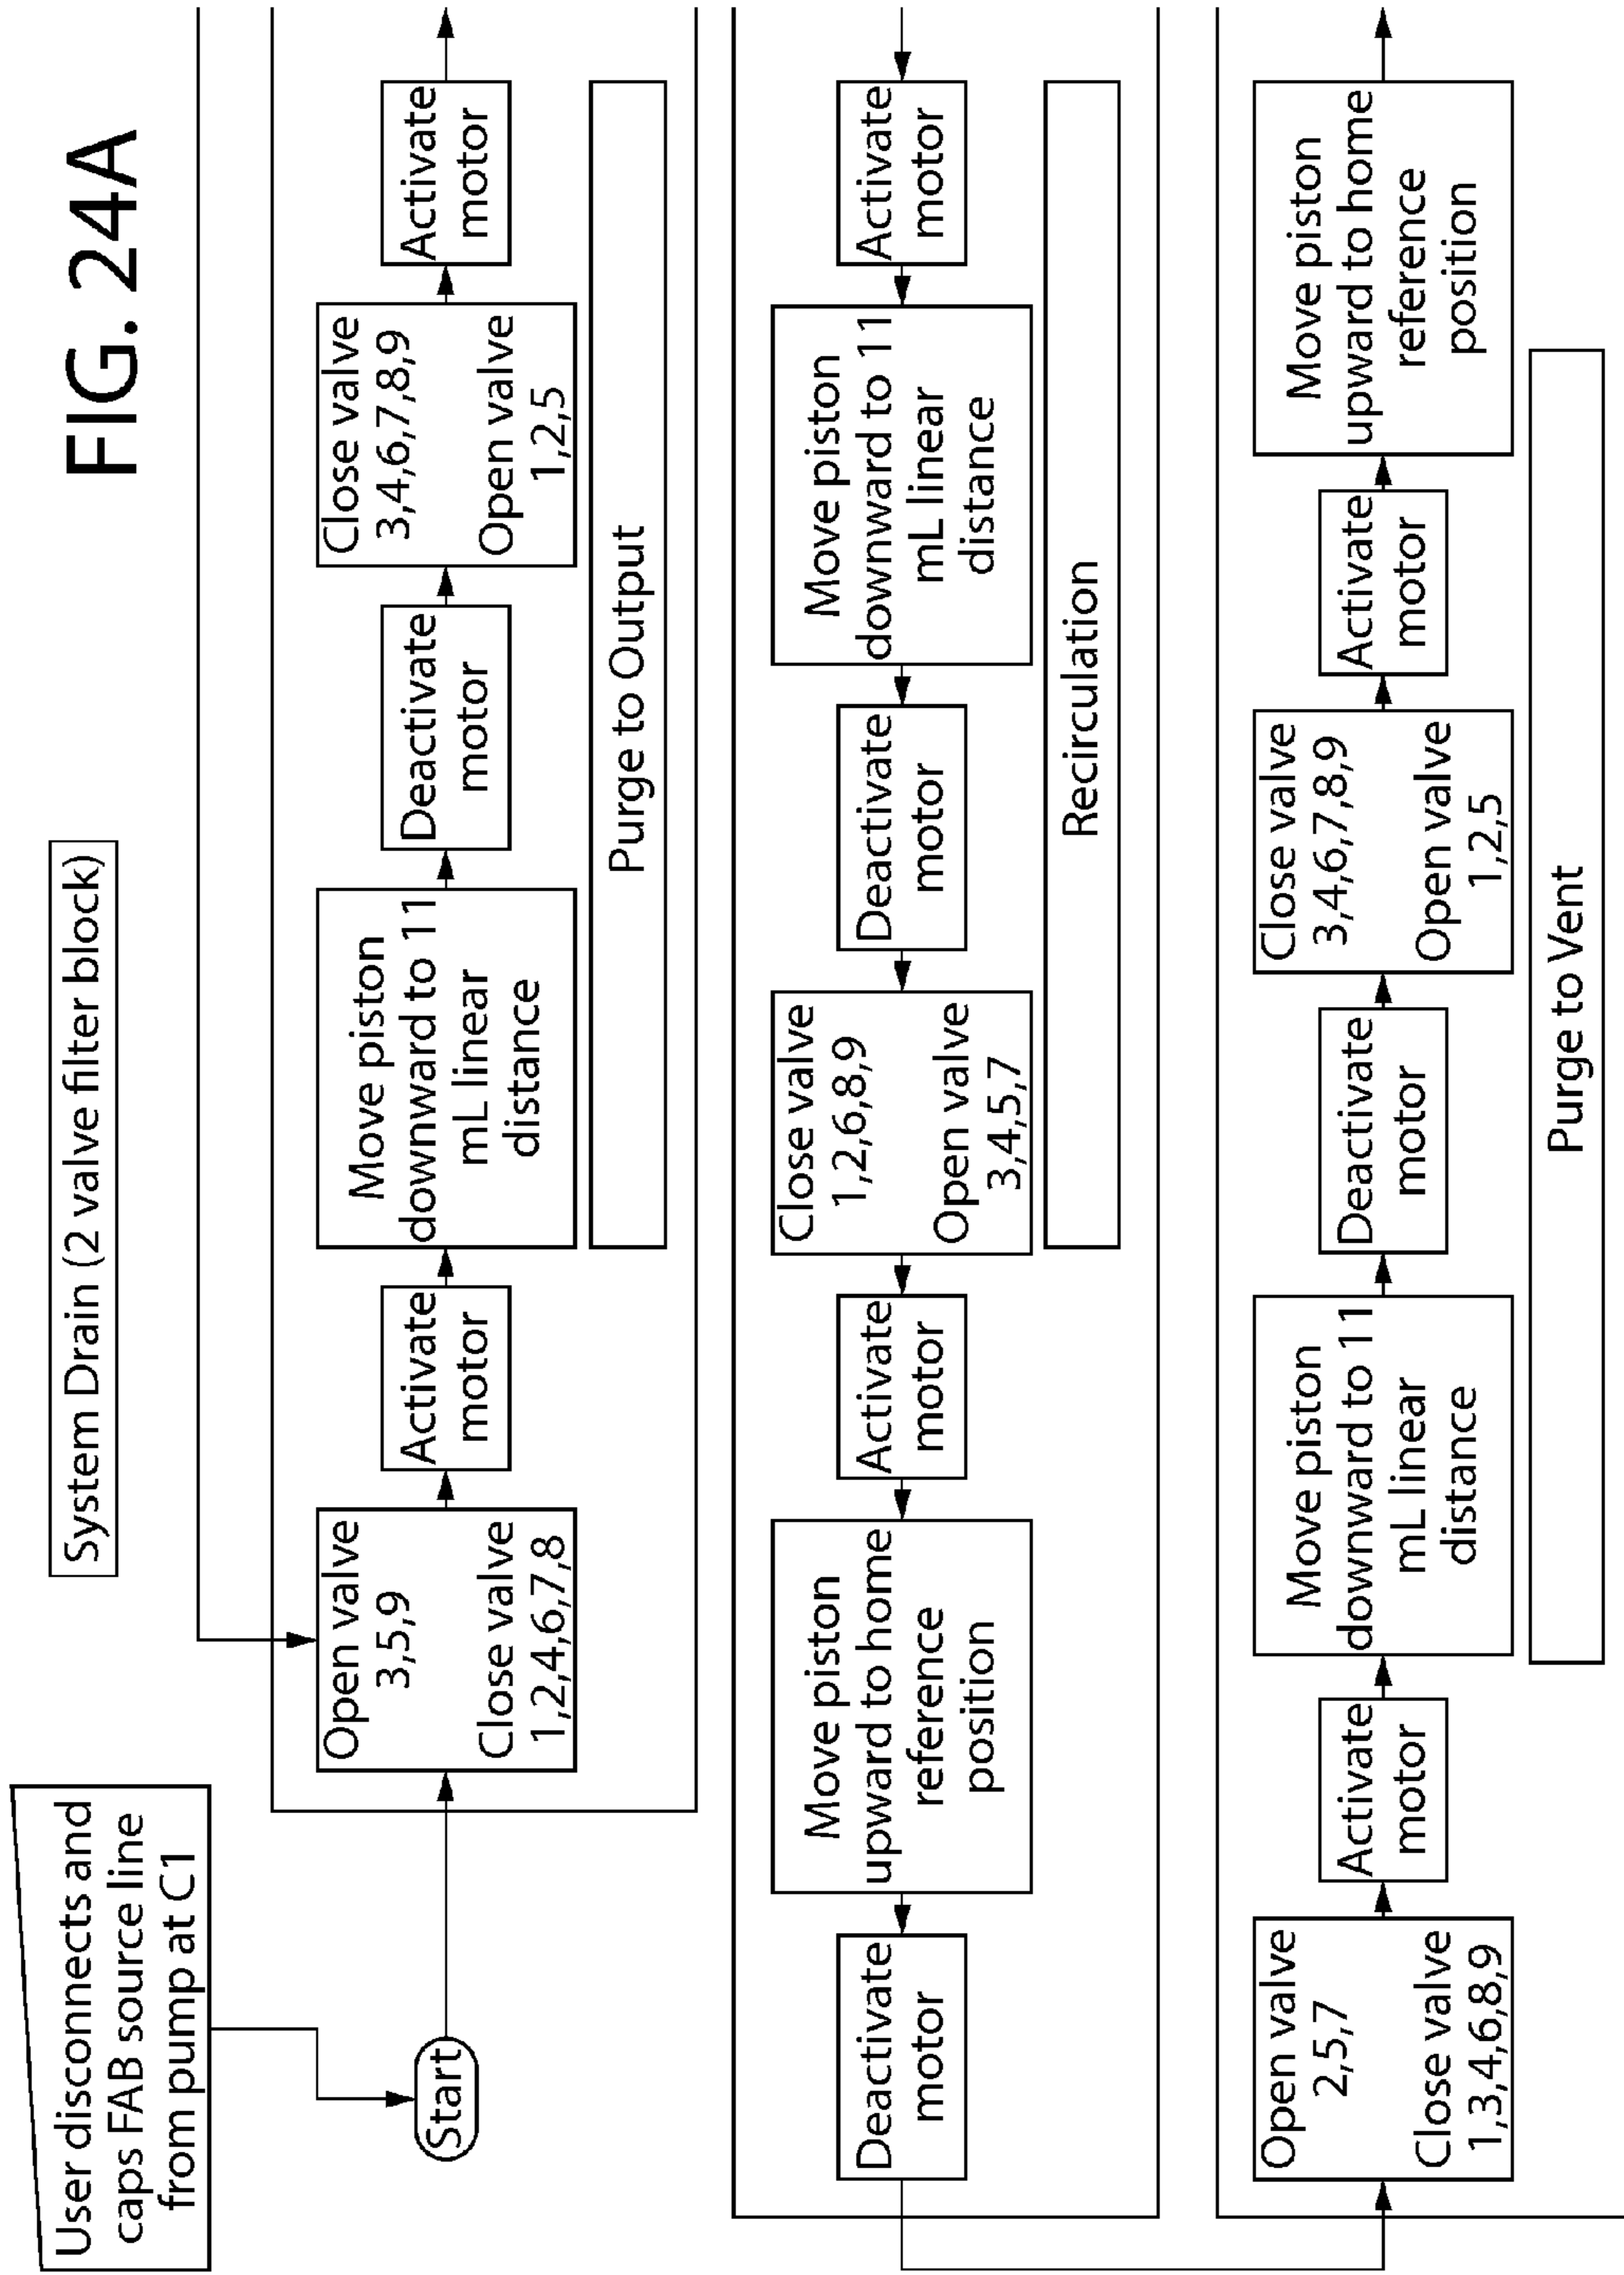 FIG. 24A
System Drain (2 valve filter block)
User disconnects and
caps FAB source line
from pump at C1
Start
Open valve
3,5,9
Close valve
1,2,4,6,7,8
Activate
motor
Move piston
downward to 11
mL linear
distance
Deactivate
motor
Close valve
3,4,6,7,8,9
Open valve
1,2,5
Activate
motor
Purge to Output
Activate
motor
Move piston
downward to 11
mL linear
distance
Deactivate
motor
Close valve
1,2,6,8,9
Open valve
3,4,5,7
Activate
motor
Move piston
upward to home
reference
position
Deactivate
motor
Recirculation
Open valve
2,5,7
Close valve
1,3,4,6,8,9
Activate
motor
Move piston
downward to 11
mL linear
distance
Deactivate
motor
Close valve
3,4,6,7,8,9
Open valve
1,2,5
Activate
motor
Move piston
upward to home
reference
position
Purge to Vent